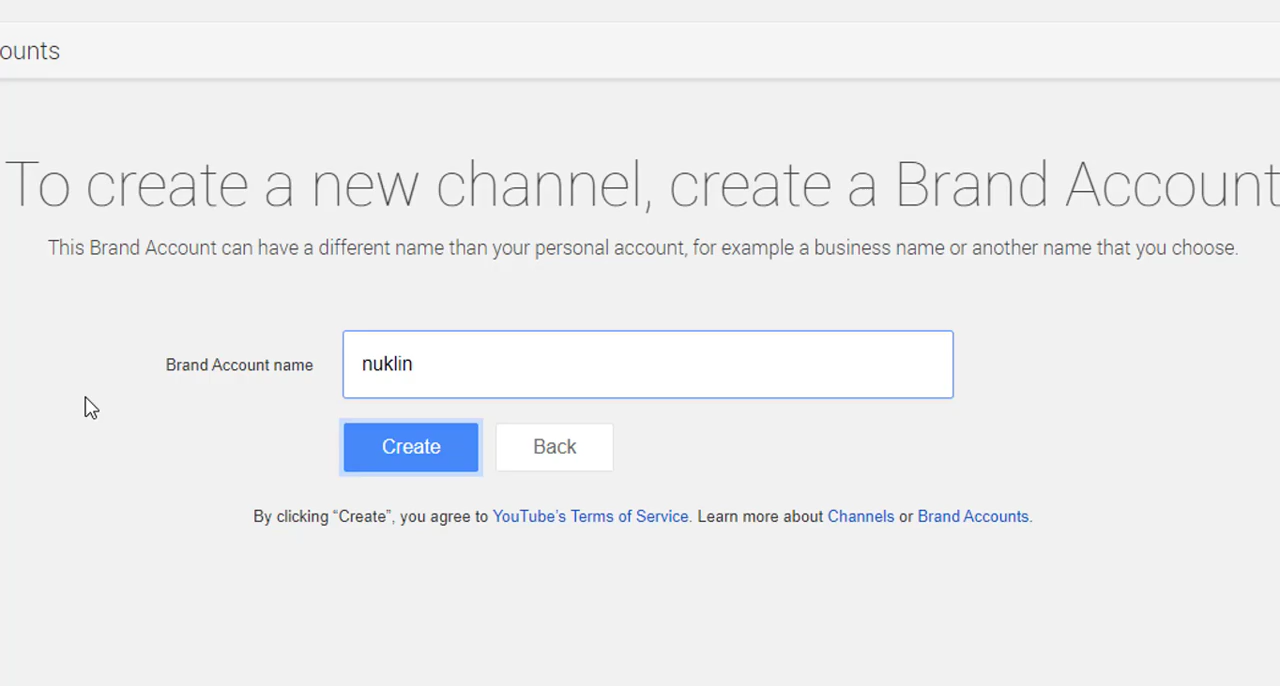 ounts
To create a new channel, create a Brand Account
This Brand Account can have a different name than your personal account, for example a business name or another name that you choose.
Brand Account name
nuklin
Create
Back
By clicking “Create”, you agree to YouTube’s Terms of Service. Learn more about Channels or Brand Accounts.